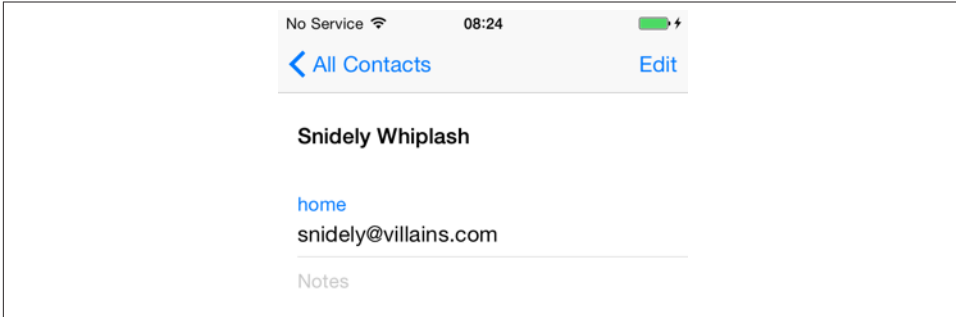 No Service 08:24
All Contacts Edit
Snidely Whiplash
home
snidely@villains.com
Notes